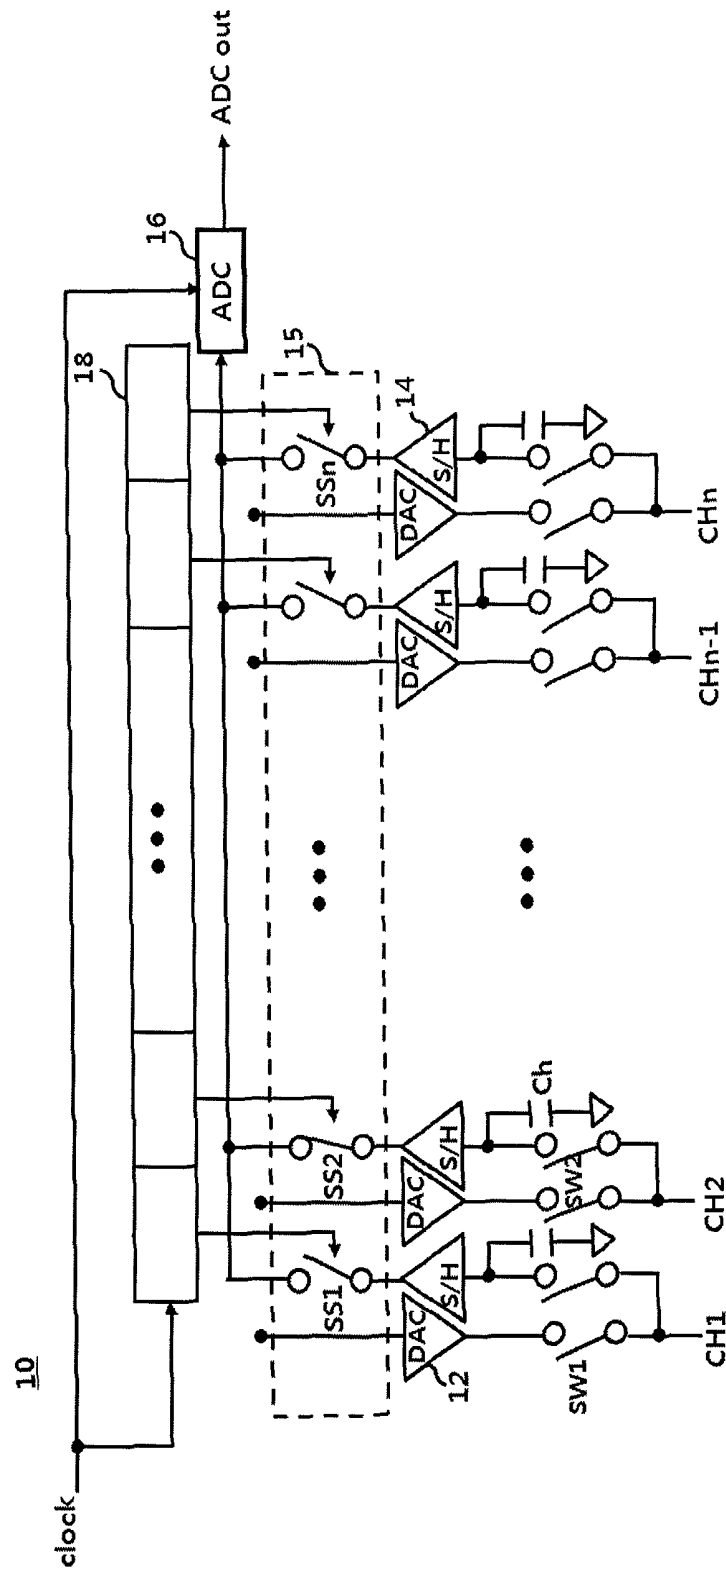 10
clock
18
16
ADC
ADC out
15
SS1
SS2
SSn
DAC
S/H
DAC
S/H
DAC
S/H
DAC
S/H
12
14
Ch
SW1
SW2
CH1
CH2
CHn-1
CHn